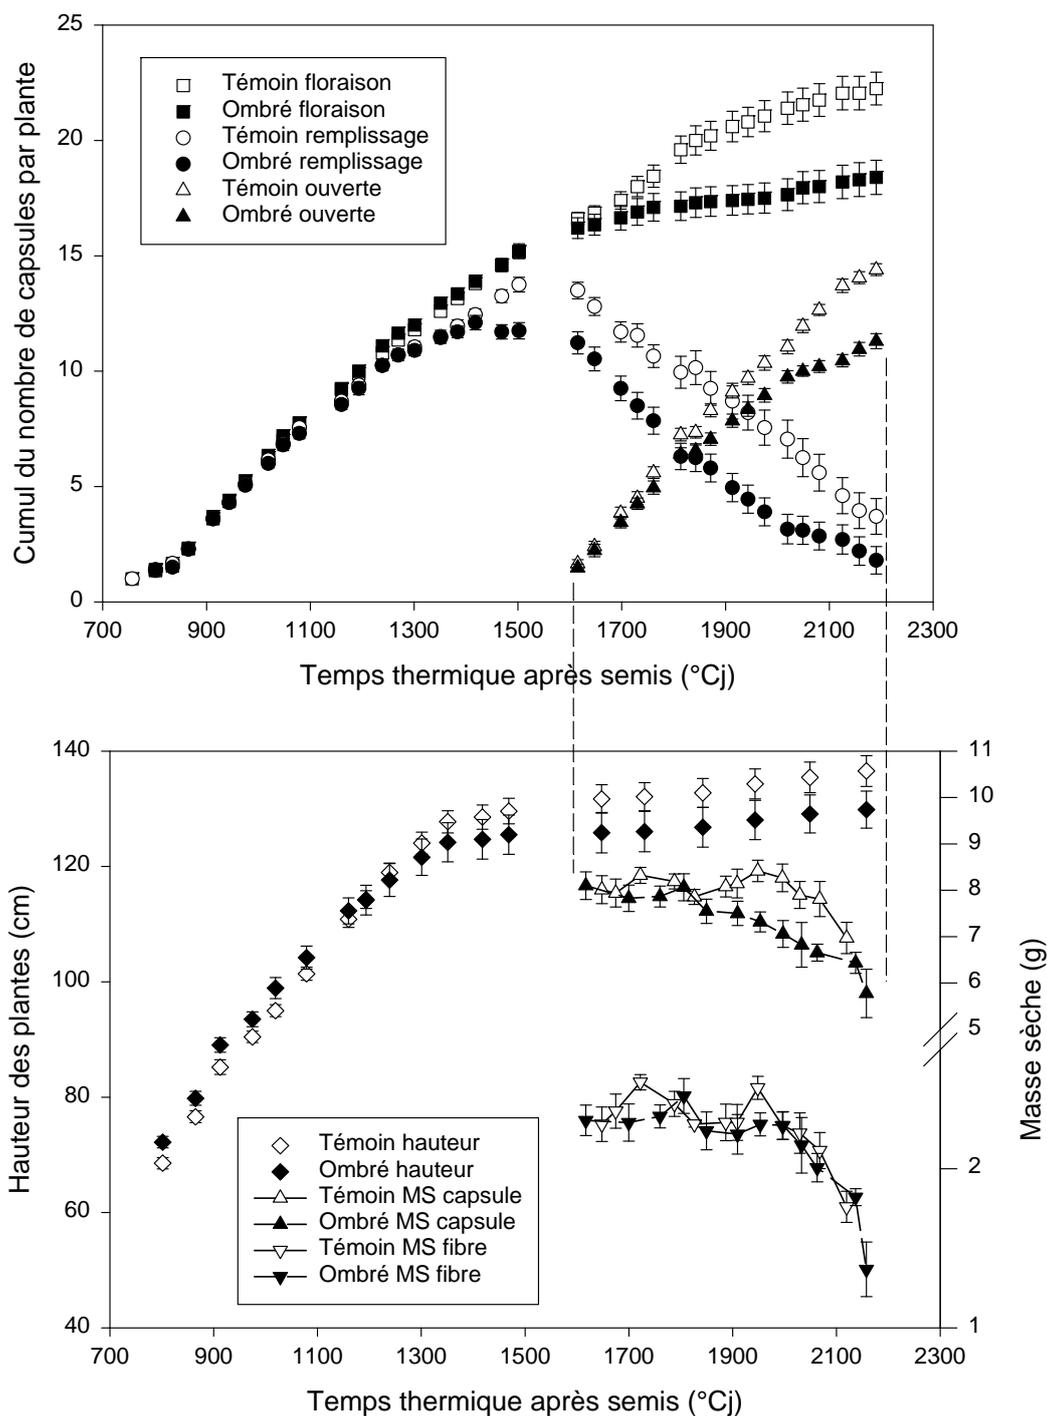 25
20
15
10
5
0
Cumul du nombre de capsules par plante
Témoin floraison
Ombré floraison
Témoin remplissage
Ombré remplissage
Témoin ouverte
Ombré ouverte
700 900 1100 1300 1500 1700 1900 2100 2300
Temps thermique après semis (°Cj)
140
120
100
80
60
40
Hauteur des plantes (cm)
11
10
9
8
7
6
5
2
1
Masse sèche (g)
Témoin hauteur
Ombré hauteur
Témoin MS capsule
Ombré MS capsule
Témoin MS fibre
Ombré MS fibre
700 900 1100 1300 1500 1700 1900 2100 2300
Temps thermique après semis (°Cj)